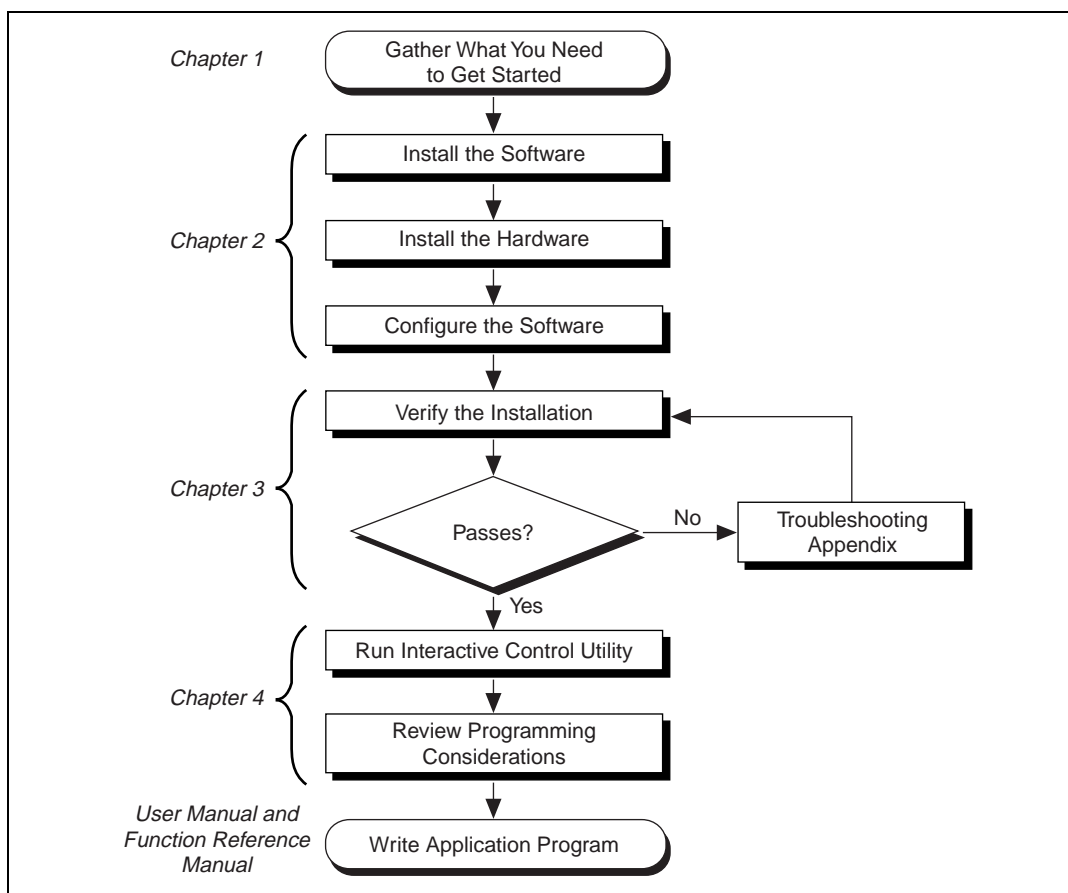 Chapter 1
Gather What You Need
to Get Started
Install the Software
Chapter 2
Install the Hardware
Configure the Software
Verify the Installation
Chapter 3
Passes?
No
Troubleshooting
Appendix
Yes
Run Interactive Control Utility
Chapter 4
Review Programming
Considerations
User Manual and
Function Reference
Manual
Write Application Program